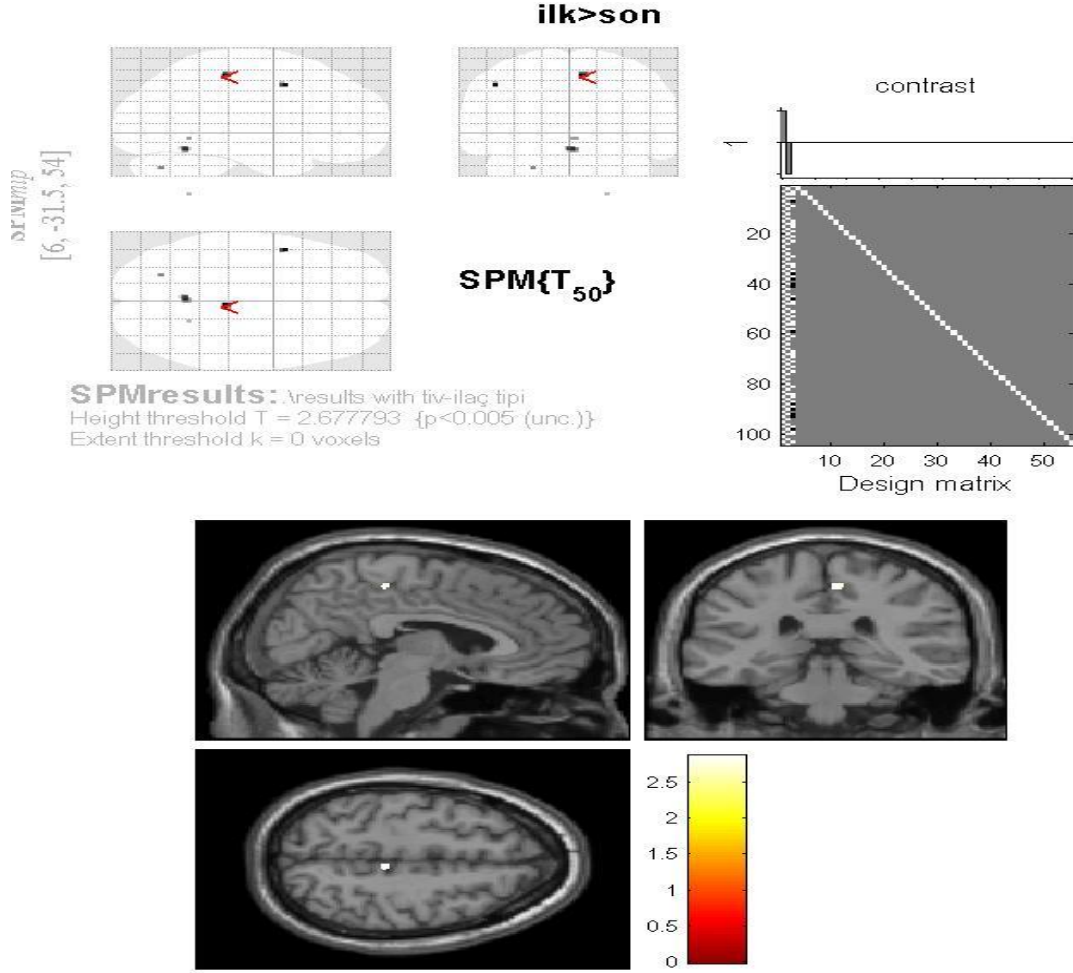 ilk>son
SPMmip
[6, -31.5, 54]
SPM{T50}
SPMresults: .\results with tiv-ilaç tipi
Height threshold T = 2.677793 {p<0.005 (unc.)}
Extent threshold k = 0 voxels
contrast
1
20
40
60
80
100
10 20 30 40 50
Design matrix
2.5
2
1.5
1
0.5
0